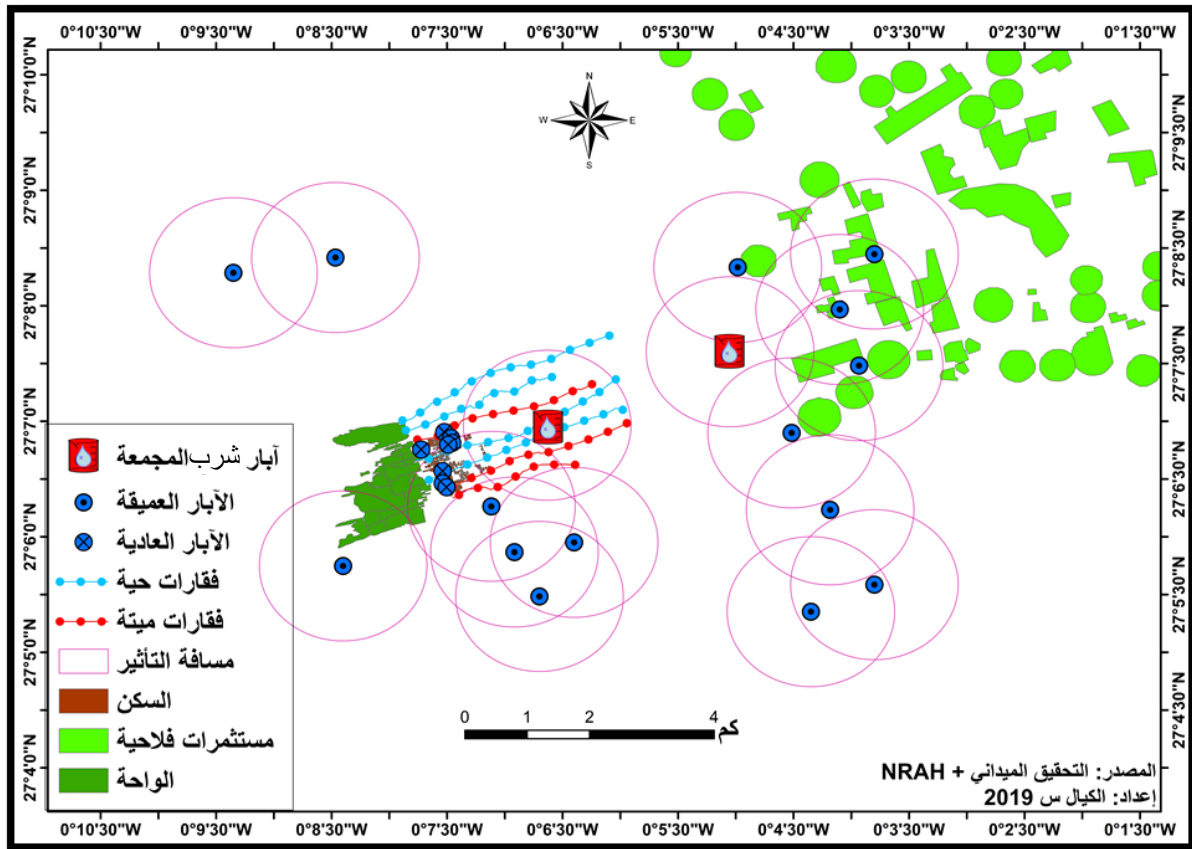 0°10'30"W 0°9'30"W 0°8'30"W 0°7'30"W 0°6'30"W 0°5'30"W 0°4'30"W 0°3'30"W 0°2'30"W 0°1'30"W
27°10'0"N
27°9'0"N
27°8'0"N
27°7'0"N
27°6'0"N
27°5'0"N
27°4'0"N
27°9'30"N
27°8'30"N
27°7'30"N
27°6'30"N
27°5'30"N
27°4'30"N
N
W E
S
آبار شرب المجمعة
الآبار العميقة
الآبار العادية
فقارات حية
فقارات ميتة
مسافة التأثير
السكن
مستثمرات فلاحية
الواحة
0 1 2 4
كم
المصدر: التحقيق الميداني + NRAH
إعداد: الكيال س 2019
0°10'30"W 0°9'30"W 0°8'30"W 0°7'30"W 0°6'30"W 0°5'30"W 0°4'30"W 0°3'30"W 0°2'30"W 0°1'30"W